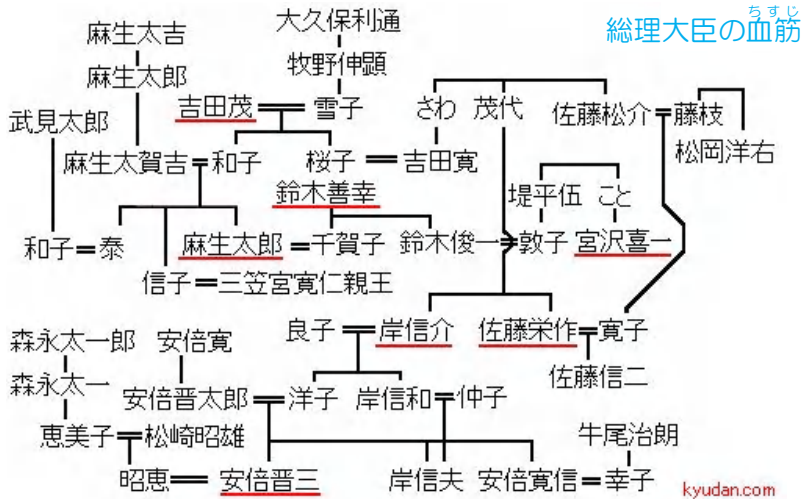 ちすじ
総理大臣の血筋
大久保利通
麻生太吉
牧野伸顕
麻生太郎
吉田茂 雪子 さわ 茂代 佐藤松介 藤枝
武見太郎
松岡洋右
麻生太賀吉 和子 桜子 吉田寛
鈴木善幸 堤平伍 こと
和子 泰 麻生太郎 千賀子 鈴木俊一 敦子 宮沢喜一
信子 三笠宮寛仁親王
森永太一郎 安倍寛 良子 岸信介 佐藤栄作 寛子
森永太一 佐藤信二
安倍晋太郎 洋子 岸信和 仲子
恵美子 松崎昭雄 牛尾治朗
昭恵 安倍晋三 岸信夫 安倍寛信 幸子
kyudan.com